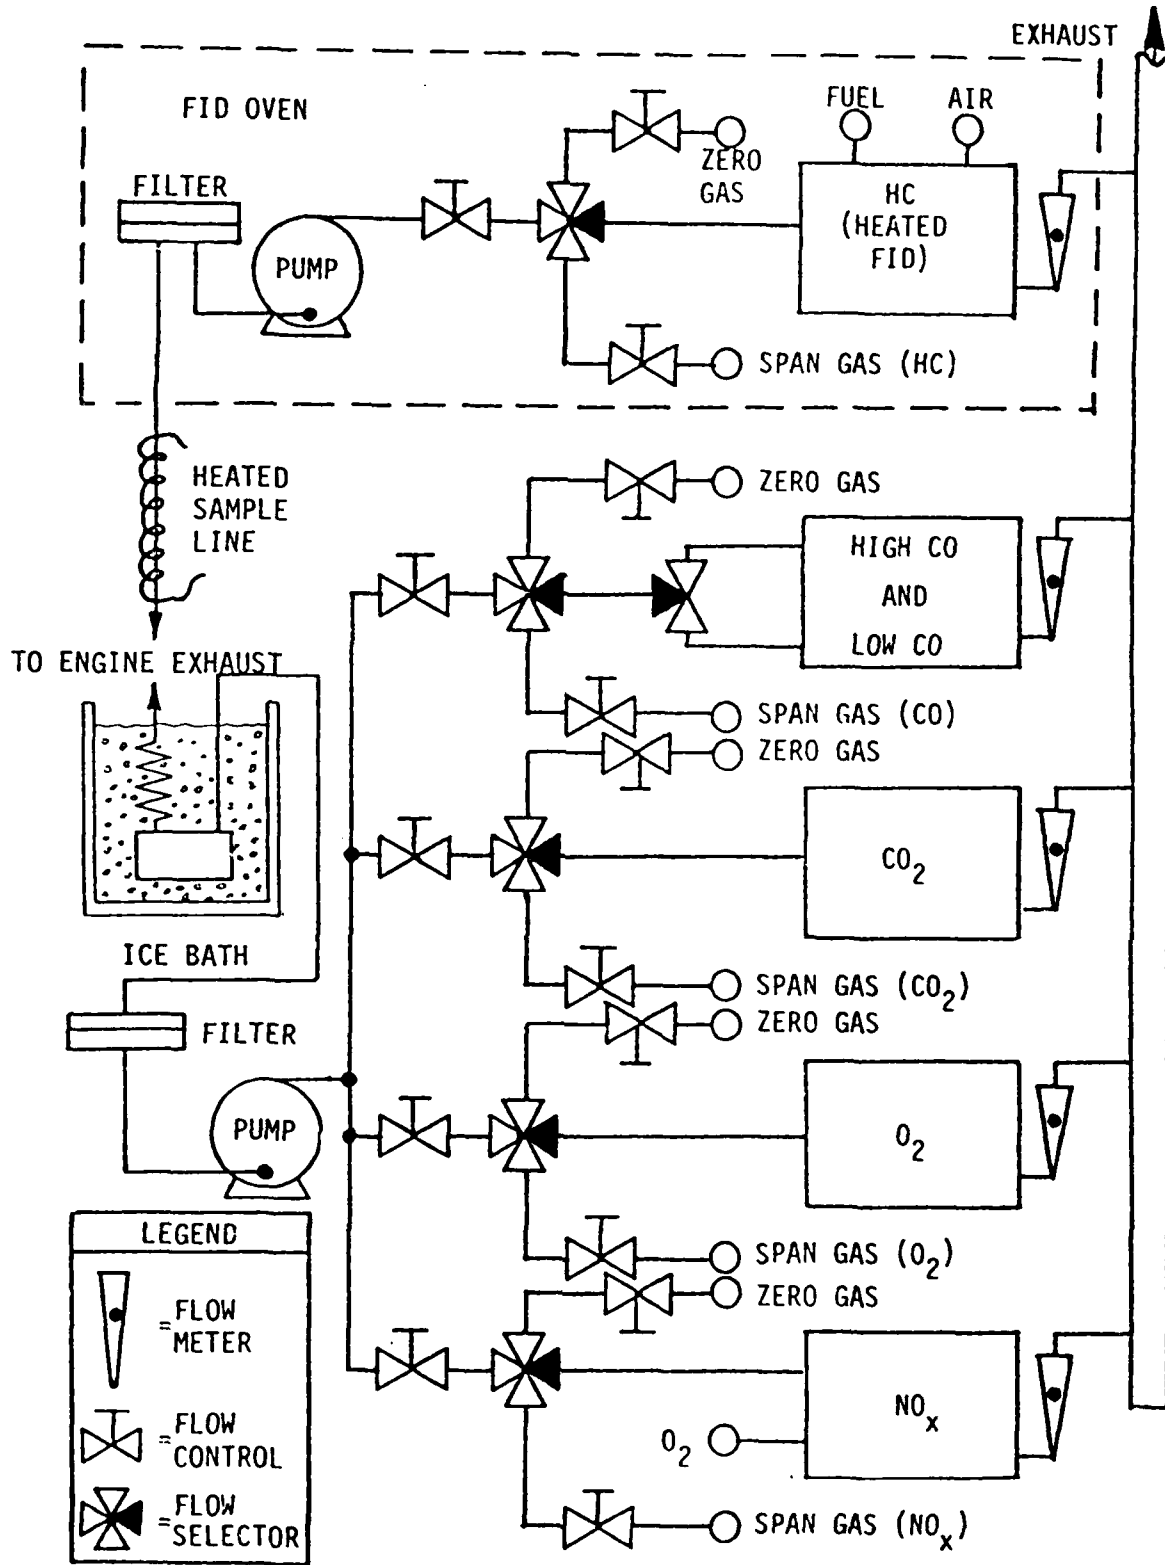 EXHAUST
FID OVEN
FUEL
AIR
ZERO
GAS
FILTER
HC
(HEATED
FID)
PUMP
SPAN GAS (HC)
HEATED
SAMPLE
LINE
ZERO GAS
HIGH CO
AND
LOW CO
TO ENGINE EXHAUST
SPAN GAS (CO)
ZERO GAS
CO2
ICE BATH
SPAN GAS (CO2)
ZERO GAS
FILTER
PUMP
O2
LEGEND
=FLOW
METER
SPAN GAS (O2)
ZERO GAS
NOx
O2
=FLOW
CONTROL
=FLOW
SELECTOR
SPAN GAS (NOx)